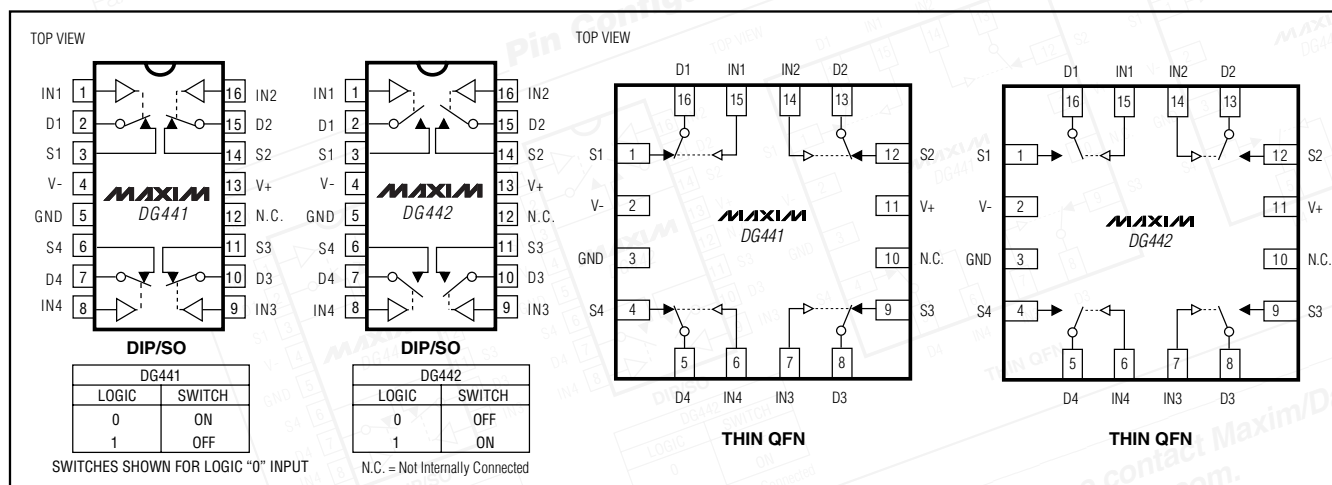 TOP VIEW
IN1 1 16 IN2
D1 2 15 D2
S1 3 14 S2
V- 4 13 V+
MAXIM
DG441
GND 5 12 N.C.
S4 6 11 S3
D4 7 10 D3
IN4 8 9 IN3
DIP/SO
DG441
LOGIC SWITCH
0 ON
1 OFF
SWITCHES SHOWN FOR LOGIC “0” INPUT
IN1 1 16 IN2
D1 2 15 D2
S1 3 14 S2
V- 4 13 V+
MAXIM
DG442
GND 5 12 N.C.
S4 6 11 S3
D4 7 10 D3
IN4 8 9 IN3
DIP/SO
DG442
LOGIC SWITCH
0 OFF
1 ON
N.C. = Not Internally Connected
TOP VIEW
D1 IN1 IN2 D2
16 15 14 13
S1 1 12 S2
V- 2 11 V+
MAXIM
DG441
GND 3 10 N.C.
S4 4 9 S3
5 6 7 8
D4 IN4 IN3 D3
THIN QFN
D1 IN1 IN2 D2
16 15 14 13
S1 1 12 S2
V- 2 11 V+
MAXIM
DG442
GND 3 10 N.C.
S4 4 9 S3
5 6 7 8
D4 IN4 IN3 D3
THIN QFN